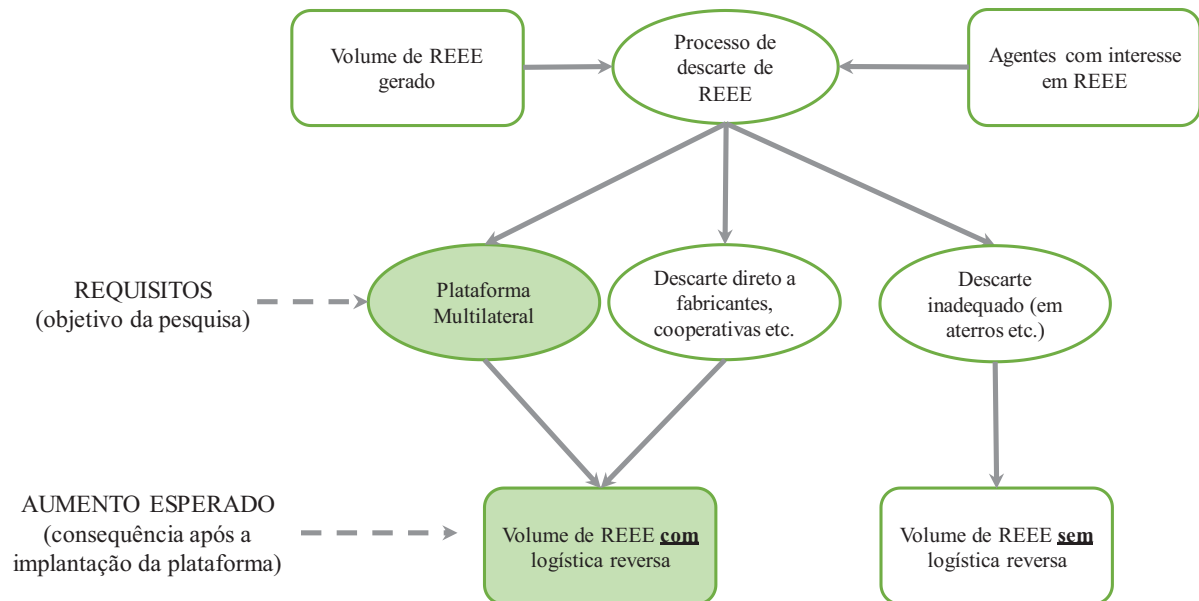 Volume de REEE
gerado
Processo de
descarte de
REEE
Agentes com interesse
em REEE
REQUISITOS
(objetivo da pesquisa)
Plataforma
Multilateral
Descarte direto a
fabricantes,
cooperativas etc.
Descarte
inadequado (em
aterros etc.)
AUMENTO ESPERADO
(consequência após a
implantação da plataforma)
Volume de REEE com
logística reversa
Volume de REEE sem
logística reversa